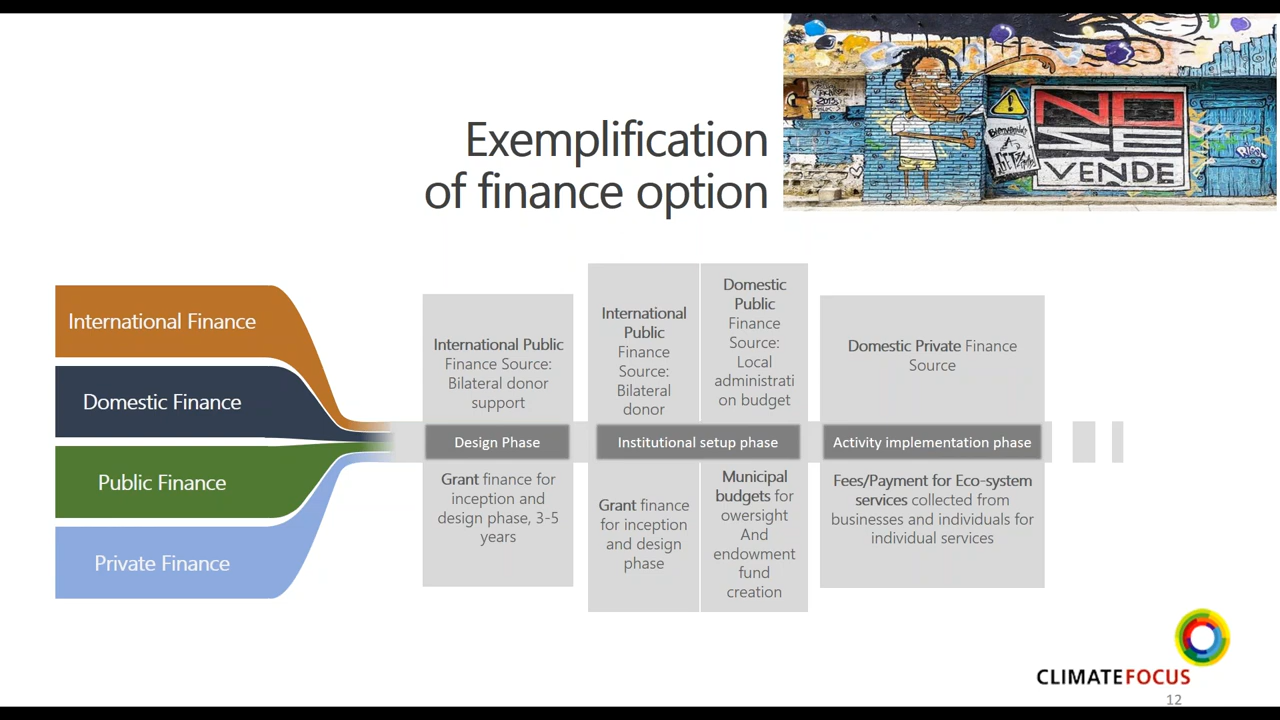 Exemplification
of finance option
NO
SE
VENDE
International Finance
Domestic Finance
Public Finance
Private Finance
International Public
Finance Source:
Bilateral donor
support
Design Phase
Grant finance for
inception and
design phase, 3-5
years
International
Public
Finance
Source:
Bilateral
donor
Domestic
Public
Finance
Source:
Local
administrati
on budget
Institutional setup phase
Grant finance
for inception
and design
phase
Municipal
budgets for
owersight
And
endowment
fund
creation
Domestic Private Finance
Source
Activity implementation phase
Fees/Payment for Eco-system
services collected from
businesses and individuals for
individual services
CLIMATEFOCUS
12